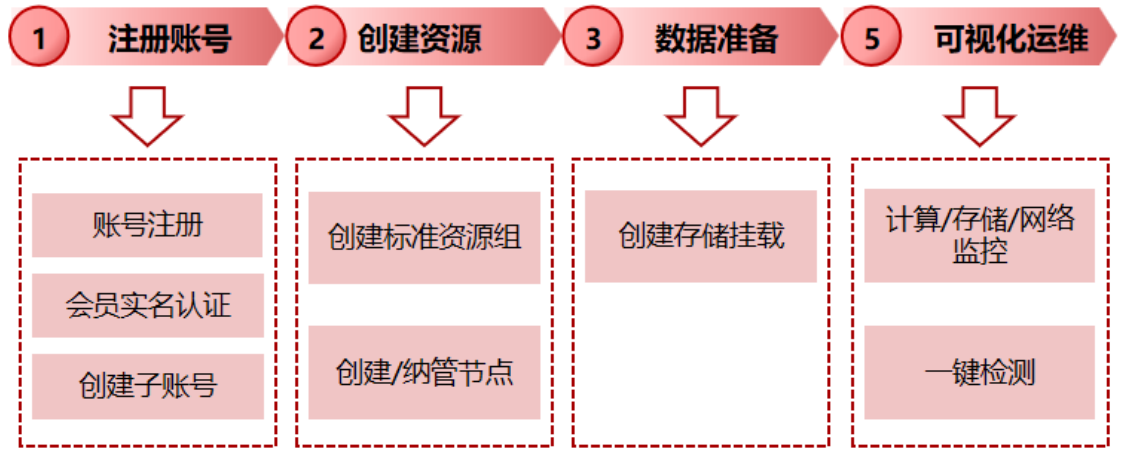 1 注册账号
2 创建资源
3 数据准备
5 可视化运维
账号注册
会员实名认证
创建子账号
创建标准资源组
创建/纳管节点
创建存储挂载
计算/存储/网络
监控
一键检测